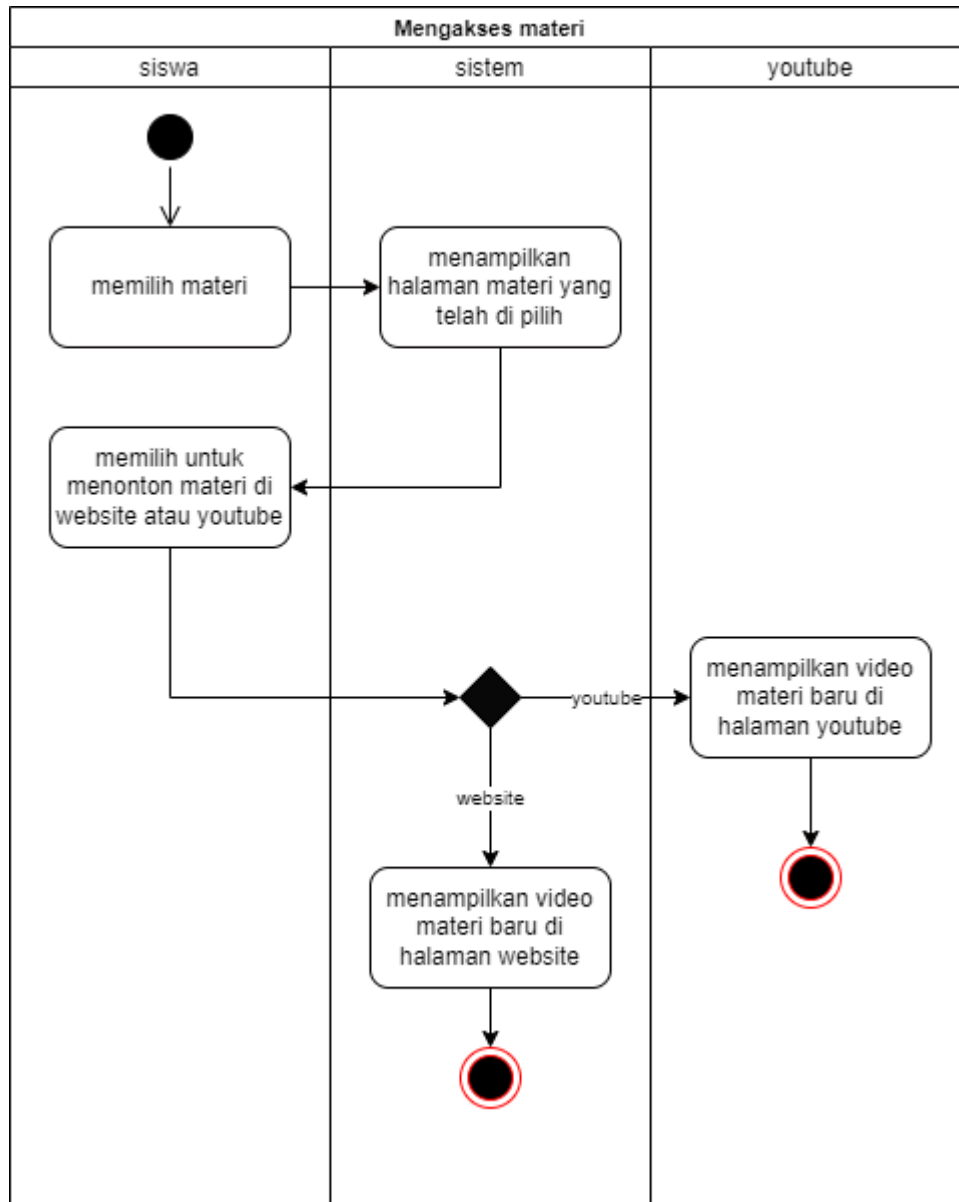 Mengakses materi
siswa
sistem
youtube
memilih materi
menampilkan
halaman materi yang
telah di pilih
memilih untuk
menonton materi di
website atau youtube
youtube
menampilkan video
materi baru di
halaman youtube
website
menampilkan video
materi baru di
halaman website